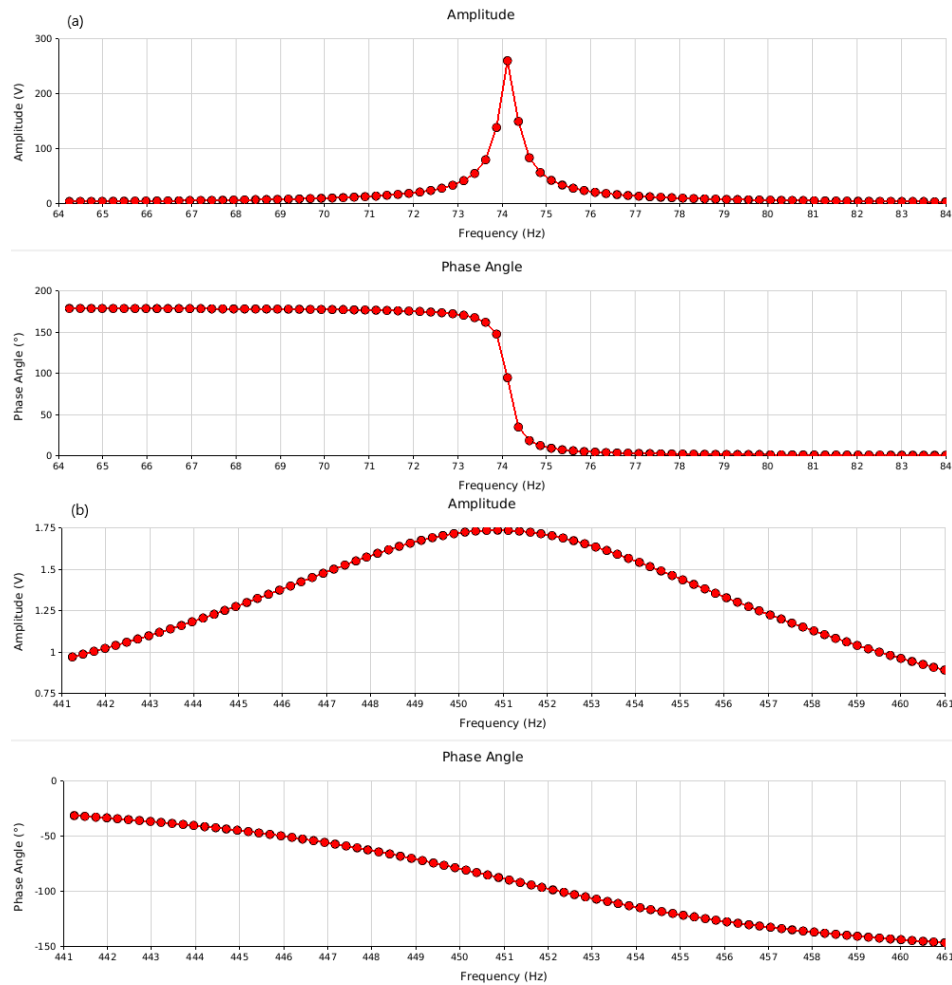 (a)
Amplitude
300
200
100
0
Amplitude (V)
64 65 66 67 68 69 70 71 72 73 74 75 76 77 78 79 80 81 82 83 84
Frequency (Hz)
Phase Angle
200
150
100
50
0
Phase Angle (°)
64 65 66 67 68 69 70 71 72 73 74 75 76 77 78 79 80 81 82 83 84
Frequency (Hz)
(b)
Amplitude
1.75
1.5
1.25
1
0.75
Amplitude (V)
441 442 443 444 445 446 447 448 449 450 451 452 453 454 455 456 457 458 459 460 461
Frequency (Hz)
Phase Angle
0
-50
-100
-150
Phase Angle (°)
441 442 443 444 445 446 447 448 449 450 451 452 453 454 455 456 457 458 459 460 461
Frequency (Hz)